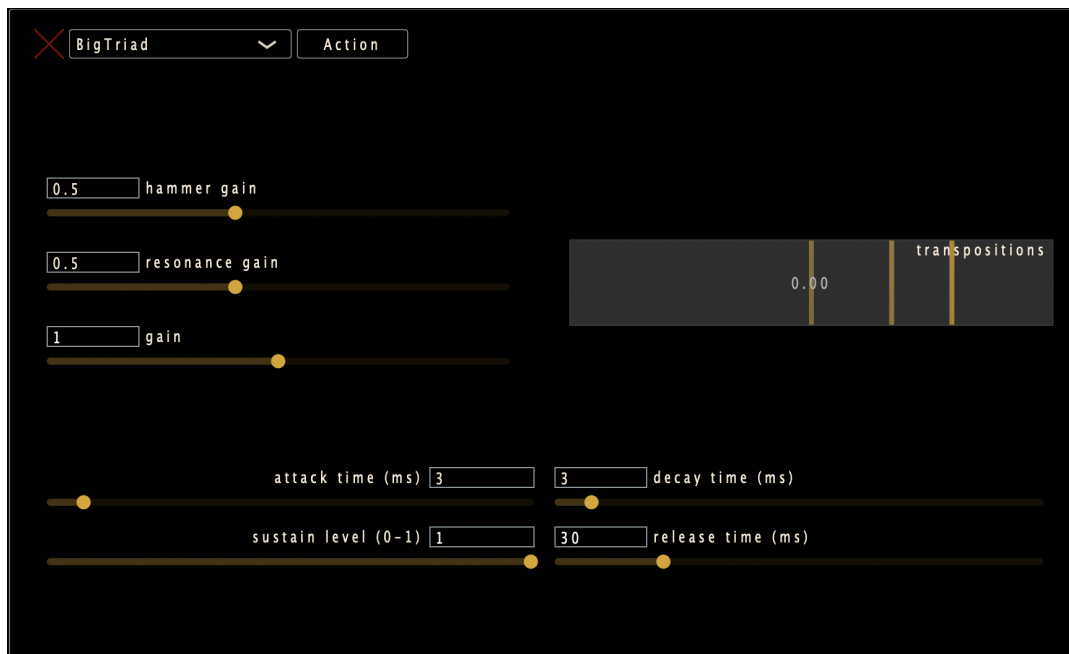 BigTriad Action
0.5 hammer gain
0.5 resonance gain
1 gain
transpositions
0.00
attack time (ms) 3 3 decay time (ms)
sustain level (0-1) 1 30 release time (ms)